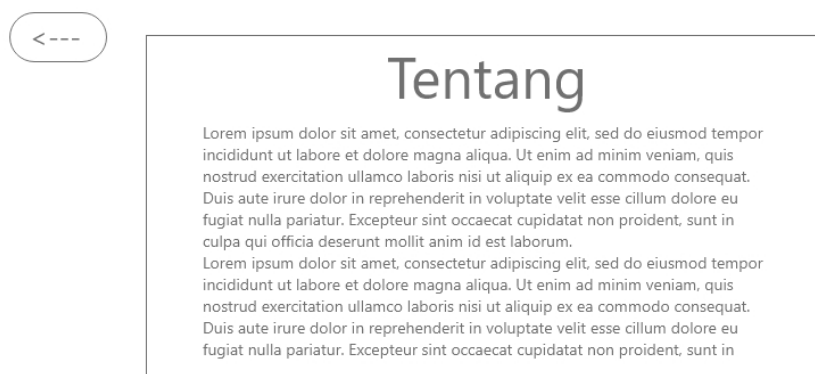 <---
Tentang
Lorem ipsum dolor sit amet, consectetur adipiscing elit, sed do eiusmod tempor
incididunt ut labore et dolore magna aliqua. Ut enim ad minim veniam, quis
nostrud exercitation ullamco laboris nisi ut aliquip ex ea commodo consequat.
Duis aute irure dolor in reprehenderit in voluptate velit esse cillum dolore eu
fugiat nulla pariatur. Excepteur sint occaecat cupidatat non proident, sunt in
culpa qui officia deserunt mollit anim id est laborum.
Lorem ipsum dolor sit amet, consectetur adipiscing elit, sed do eiusmod tempor
incididunt ut labore et dolore magna aliqua. Ut enim ad minim veniam, quis
nostrud exercitation ullamco laboris nisi ut aliquip ex ea commodo consequat.
Duis aute irure dolor in reprehenderit in voluptate velit esse cillum dolore eu
fugiat nulla pariatur. Excepteur sint occaecat cupidatat non proident, sunt in